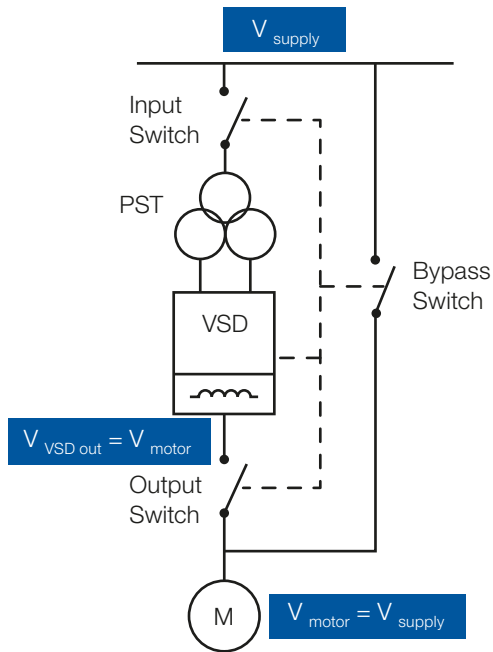 V supply
Input
Switch
PST
Bypass
Switch
VSD
V VSD out = V motor
Output
Switch
M
V motor = V supply